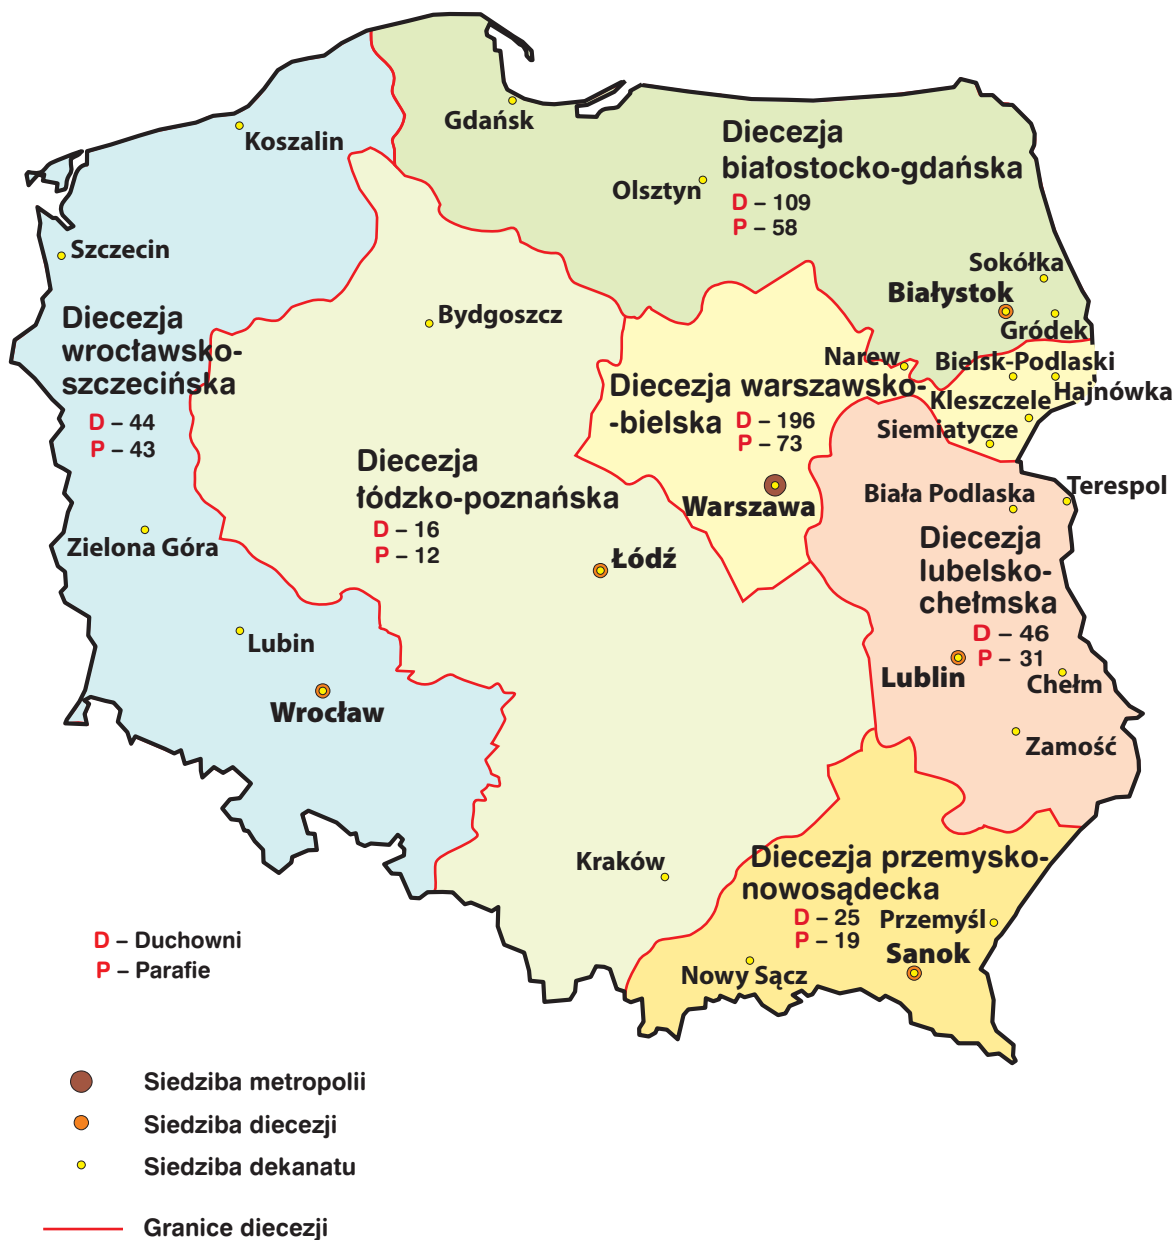 Gdańsk
Koszalin
Diecezja
białostocko-gdańska
D – 109
P – 58
Olsztyn
Szczecin
Sokółka
Białystok
Gródek
Diecezja
wrocławsko-
szczecińska
D – 44
P – 43
Bydgoszcz
Narew
Bielsk-Podlaski
Hajnówka
Kleszczele
Siemiatycze
Diecezja warszawsko-
-bielska
D – 196
P – 73
Warszawa
Diecezja
łódzko-poznańska
D – 16
P – 12
Łódź
Biała Podlaska
Terespol
Zielona Góra
Diecezja
lubelsko-
chełmska
D – 46
P – 31
Lublin
Chełm
Zamość
Lubin
Wrocław
Kraków
Diecezja przemysko-
nowosądecka
D – 25
P – 19
Przemyśl
Sanok
Nowy Sącz
D – Duchowni
P – Parafie
Siedziba metropolii
Siedziba diecezji
Siedziba dekanatu
Granice diecezji